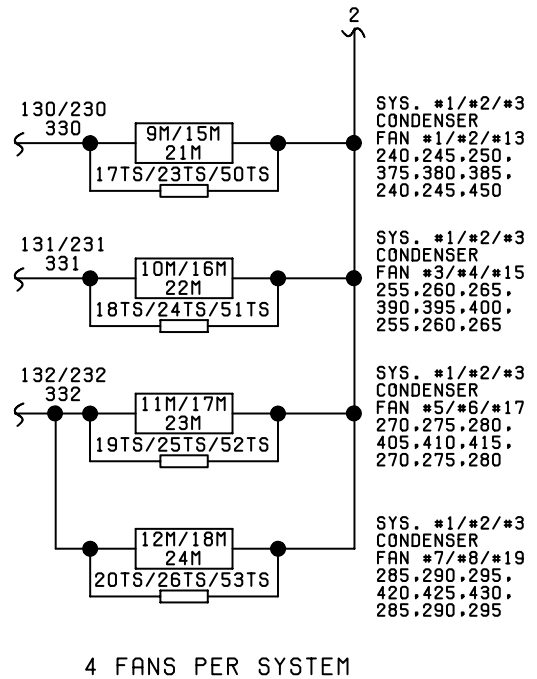 2
130/230
330
9M/15M
21M
17TS/23TS/50TS
SYS. #1/#2/#3
CONDENSER
FAN #1/#2/#13
240,245,250,
375,380,385,
240,245,450
131/231
331
10M/16M
22M
18TS/24TS/51TS
SYS. #1/#2/#3
CONDENSER
FAN #3/#4/#15
255,260,265,
390,395,400,
255,260,265
132/232
332
11M/17M
23M
19TS/25TS/52TS
SYS. #1/#2/#3
CONDENSER
FAN #5/#6/#17
270,275,280,
405,410,415,
270,275,280
12M/18M
24M
20TS/26TS/53TS
SYS. #1/#2/#3
CONDENSER
FAN #7/#8/#19
285,290,295,
420,425,430,
285,290,295
4 FANS PER SYSTEM